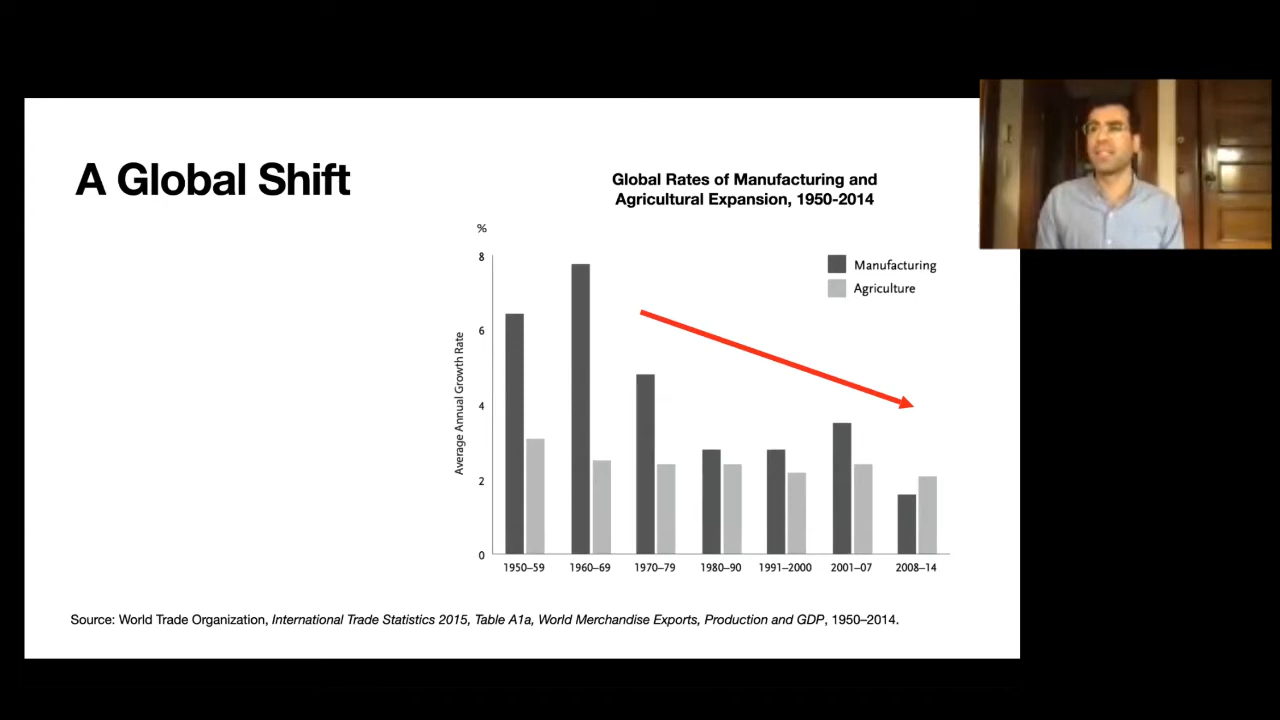 A Global Shift
Global Rates of Manufacturing and
Agricultural Expansion, 1950-2014
%
8
6
4
2
0
Average Annual Growth Rate
Manufacturing
Agriculture
1950–59
1960–69
1970–79
1980–90
1991–2000
2001–07
2008–14
Source: World Trade Organization, International Trade Statistics 2015, Table A1a, World Merchandise Exports, Production and GDP, 1950–2014.